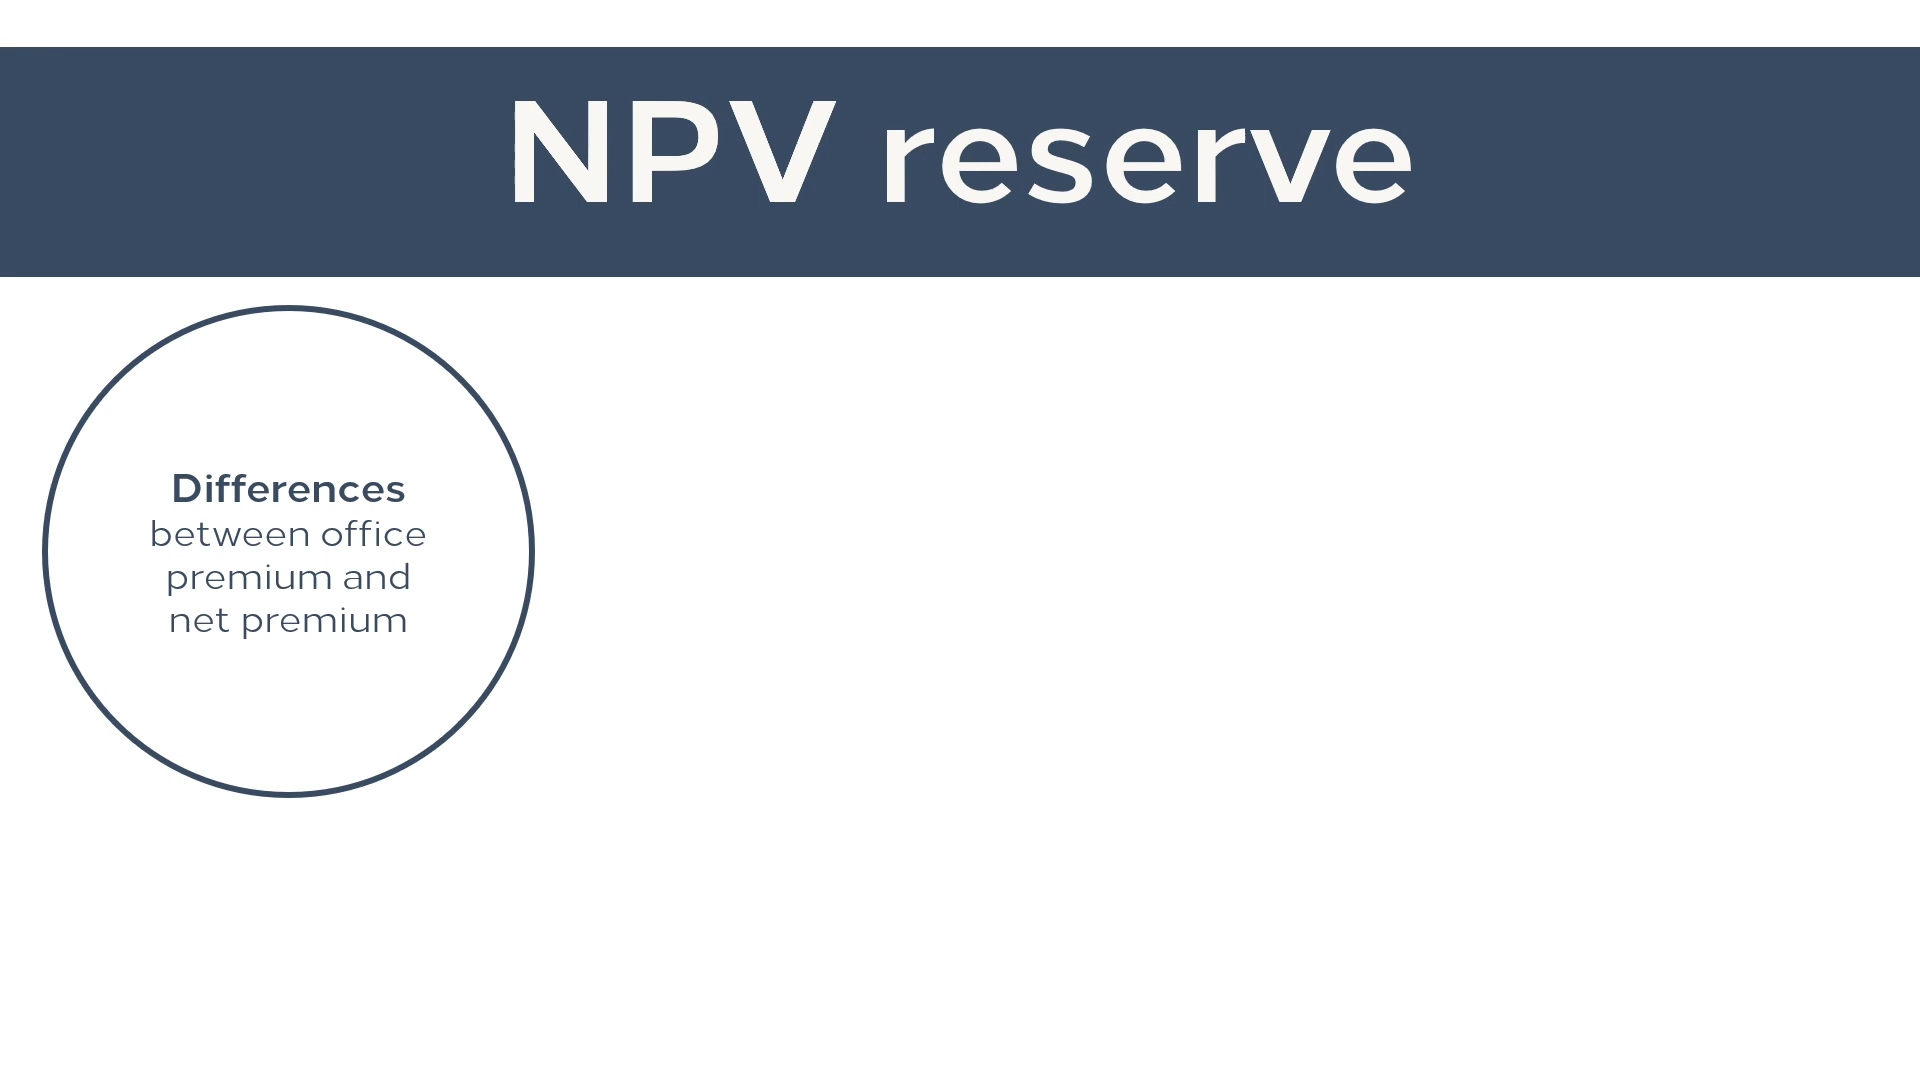 NPV reserve
Differences
between office
premium and
net premium